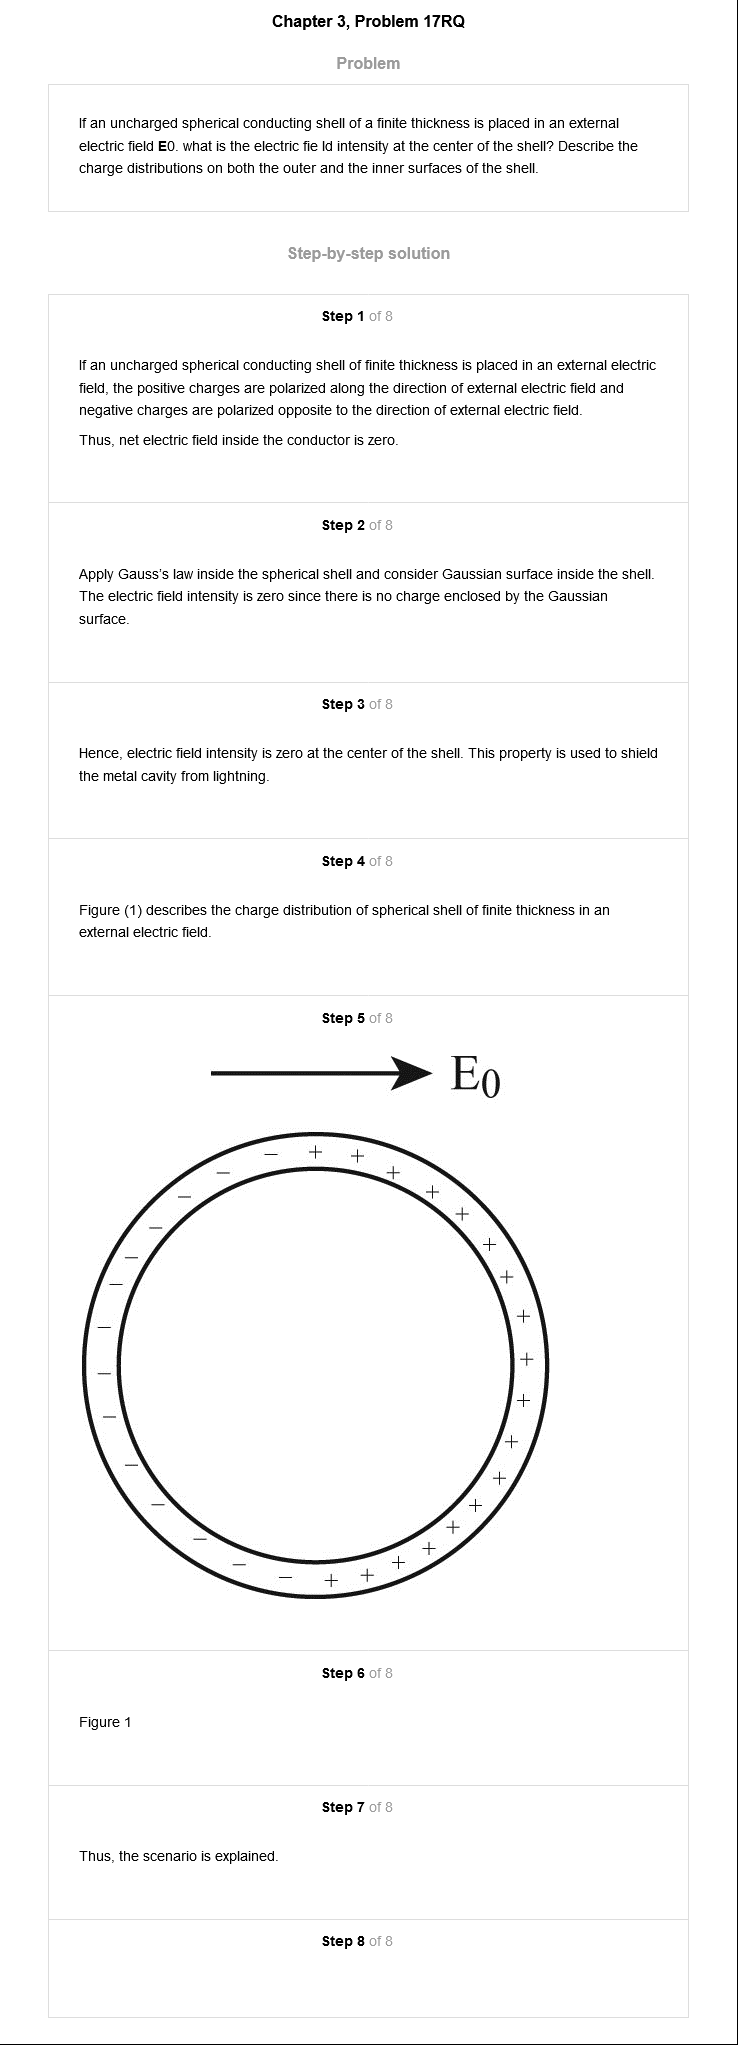 Chapter 3, Problem 17RQ
Problem
If an uncharged spherical conducting shell of a finite thickness is placed in an external
electric field E0. what is the electric fie ld intensity at the center of the shell? Describe the
charge distributions on both the outer and the inner surfaces of the shell.
Step-by-step solution
Step 1 of 8
If an uncharged spherical conducting shell of finite thickness is placed in an external electric
field, the positive charges are polarized along the direction of external electric field and
negative charges are polarized opposite to the direction of external electric field.
Thus, net electric field inside the conductor is zero.
Step 2 of 8
Apply Gauss's law inside the spherical shell and consider Gaussian surface inside the shell.
The electric field intensity is zero since there is no charge enclosed by the Gaussian
surface.
Step 3 of 8
Hence, electric field intensity is zero at the center of the shell. This property is used to shield
the metal cavity from lightning.
Step 4 of 8
Figure (1) describes the charge distribution of spherical shell of finite thickness in an
external electric field.
Step 5 of 8
E0
Step 6 of 8
Figure 1
Step 7 of 8
Thus, the scenario is explained.
Step 8 of 8